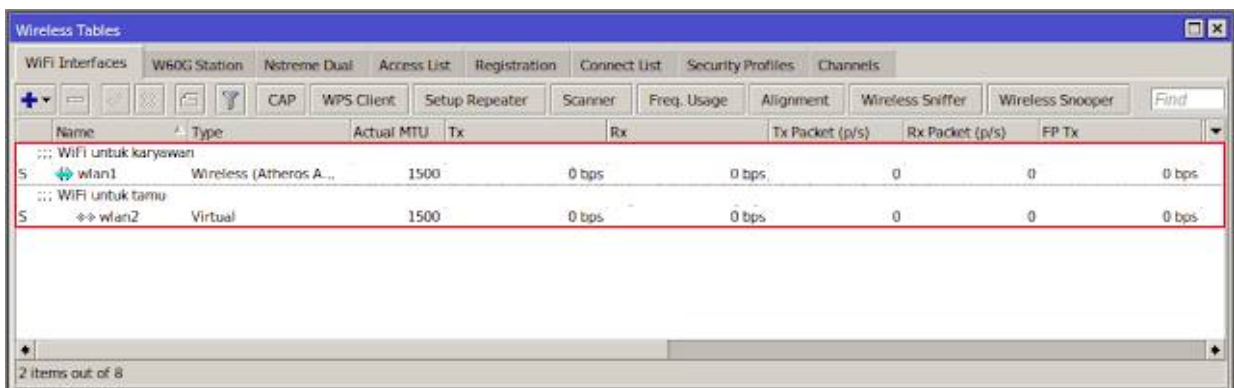 Wireless Tables
WiFi Interfaces W60G Station Nstreme Dual Access List Registration Connect List Security Profiles Channels
CAP WPS Client Setup Repeater Scanner Freq. Usage Alignment Wireless Sniffer Wireless Snooper Find
Name Type Actual MTU Tx Rx Tx Packet (p/s) Rx Packet (p/s) FP Tx
;;; WiFi untuk karyawan
S wlan1 Wireless (Atheros A... 1500 0 bps 0 bps 0 0 0 bps
;;; WiFi untuk tamu
S wlan2 Virtual 1500 0 bps 0 bps 0 0 0 bps
2 items out of 8